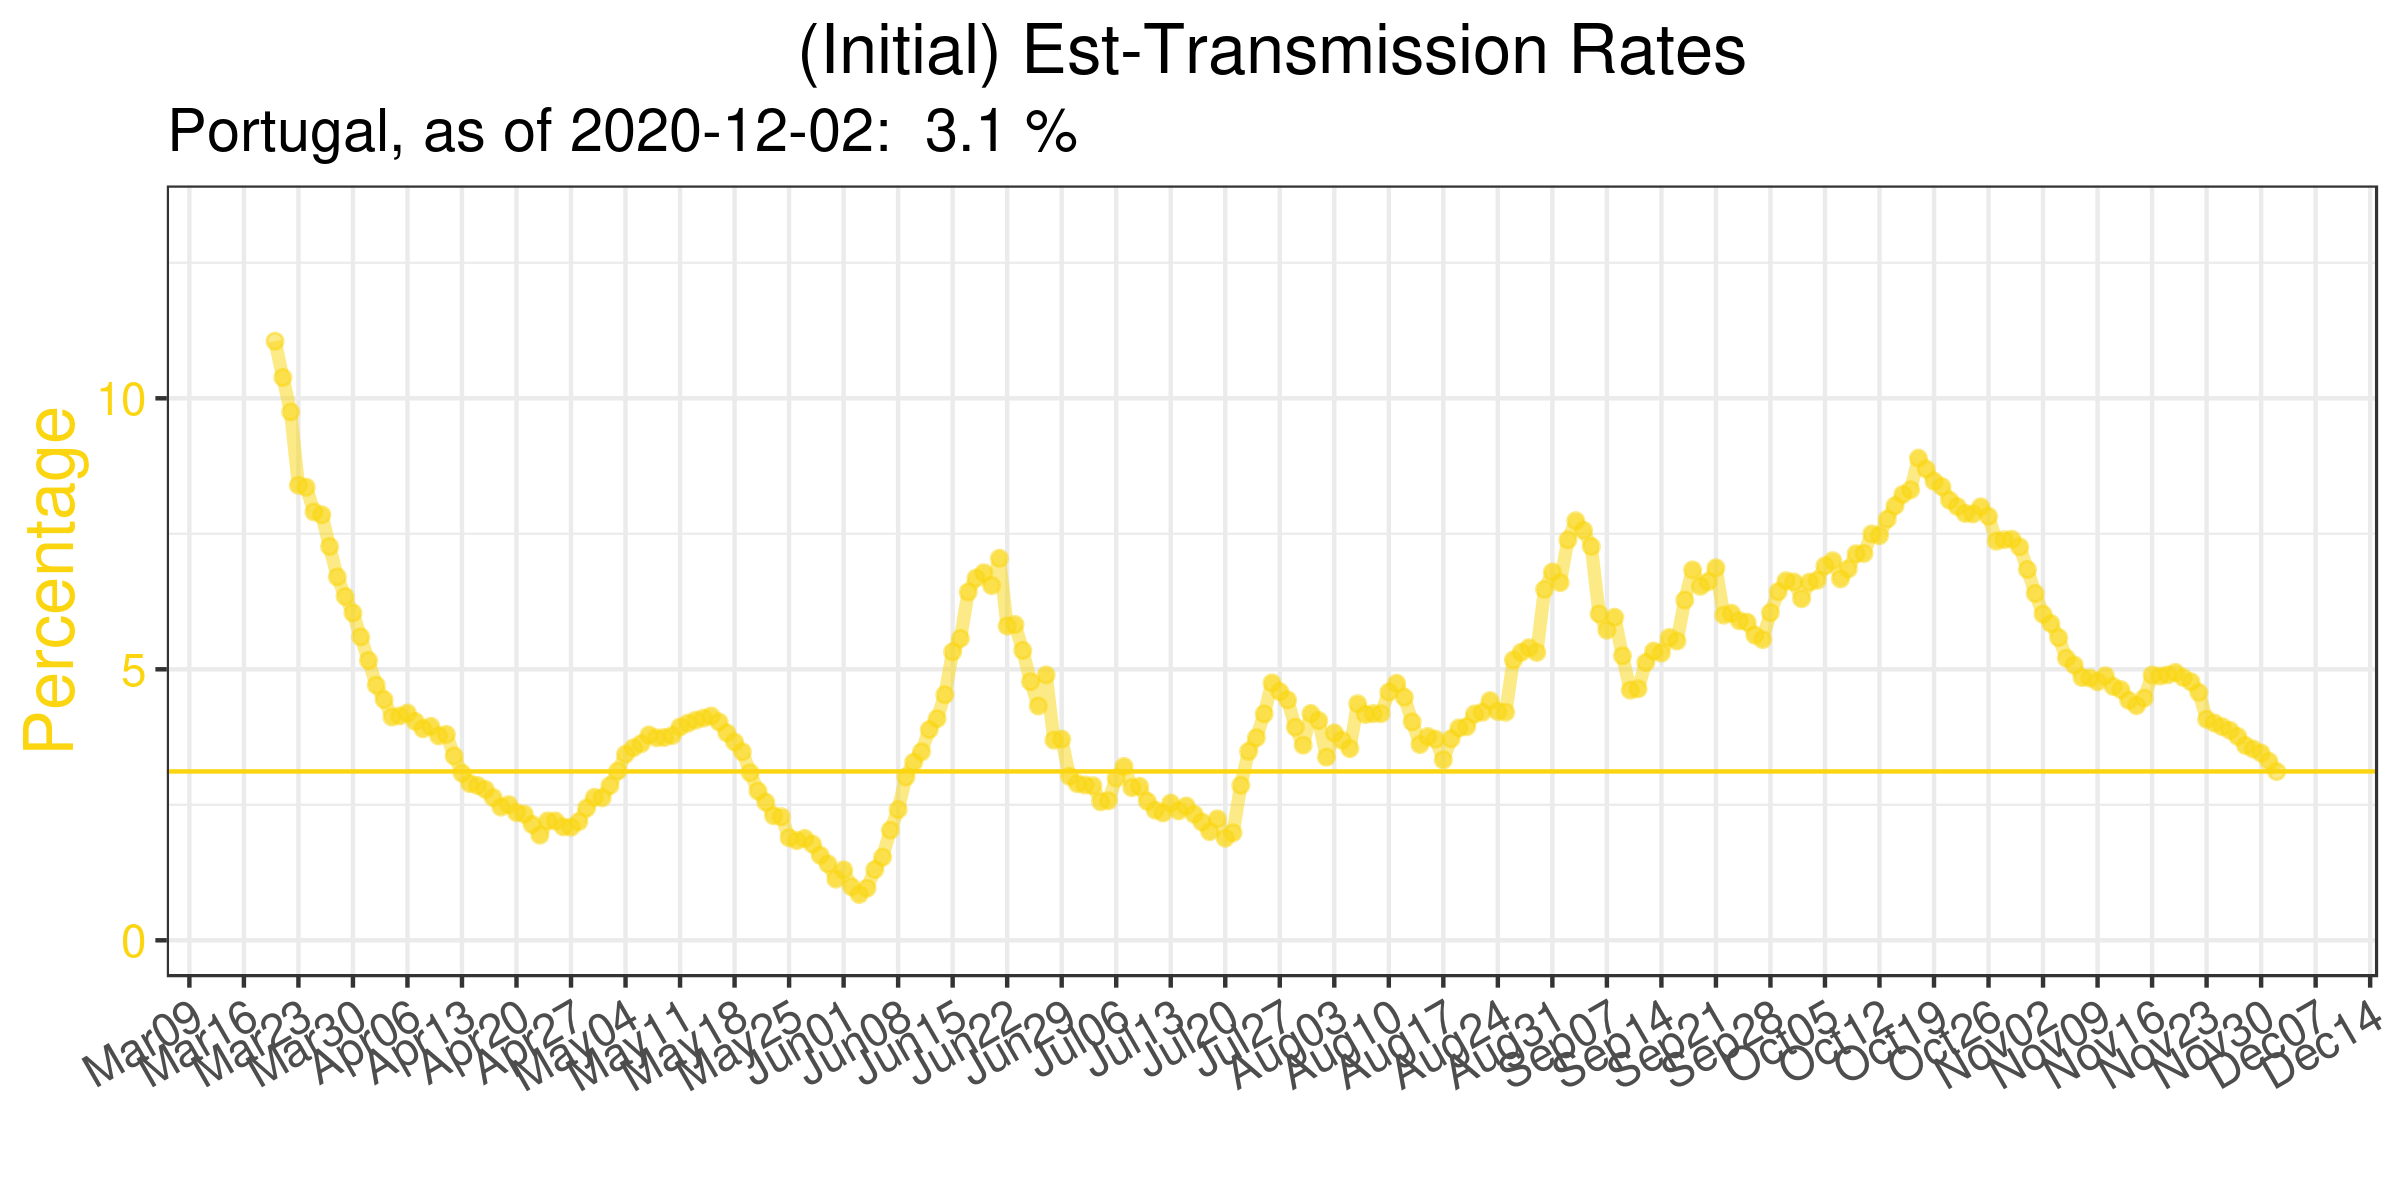 (Initial) Est-Transmission Rates
Portugal, as of 2020-12-02:  3.1 %
Percentage
10
5
0
Mar09
Mar16
Mar23
Mar30
Apr06
Apr13
Apr20
Apr27
May04
May11
May18
May25
Jun01
Jun08
Jun15
Jun22
Jun29
Jul06
Jul13
Jul20
Jul27
Aug03
Aug10
Aug17
Aug24
Aug31
Sep07
Sep14
Sep21
Sep28
Oct05
Oct12
Oct19
Oct26
Nov02
Nov09
Nov16
Nov23
Nov30
Dec07
Dec14